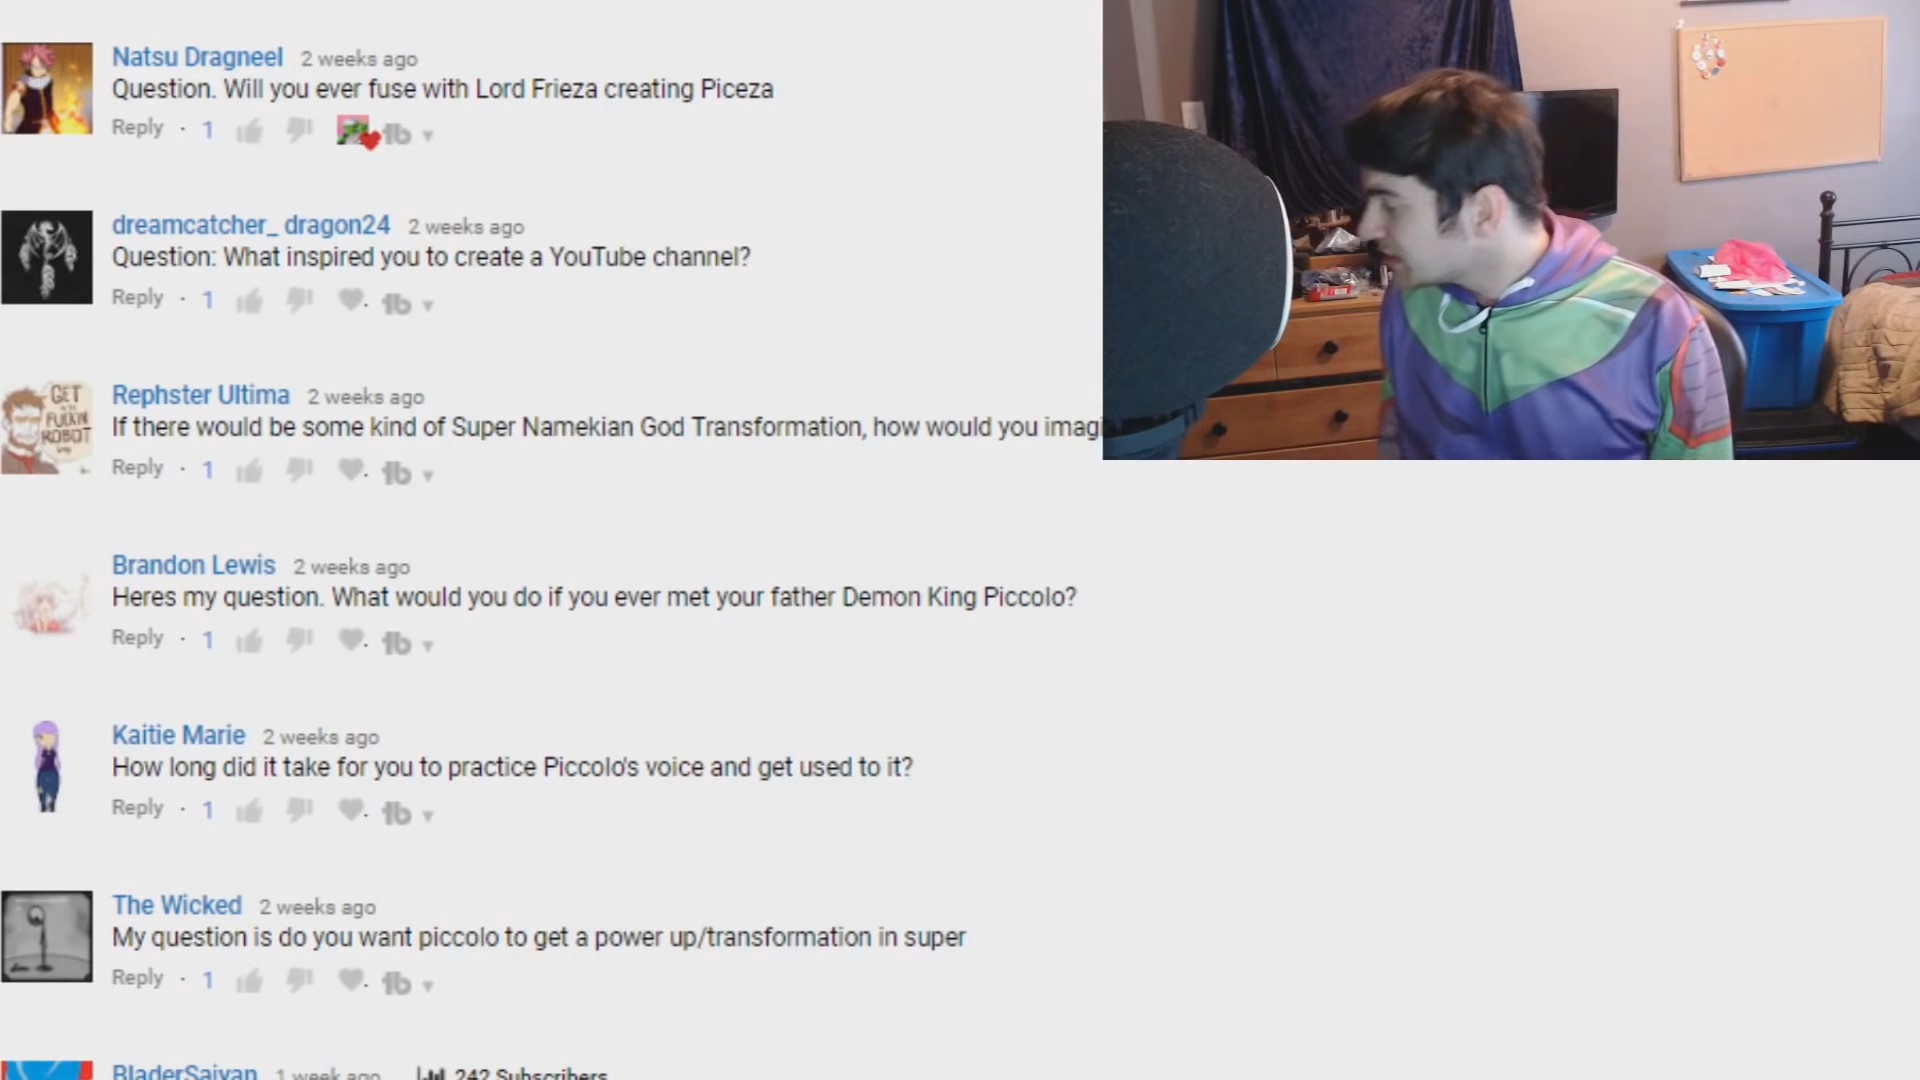 Natsu Dragneel 2 weeks ago
Question. Will you ever fuse with Lord Frieza creating Piceza
Reply · 1
dreamcatcher_ dragon24 2 weeks ago
Question: What inspired you to create a YouTube channel?
Reply · 1
GET
FUCKIN
ROBOT
Rephster Ultima 2 weeks ago
If there would be some kind of Super Namekian God Transformation, how would you imagi
Reply · 1
Brandon Lewis 2 weeks ago
Heres my question. What would you do if you ever met your father Demon King Piccolo?
Reply · 1
Kaitie Marie 2 weeks ago
How long did it take for you to practice Piccolo's voice and get used to it?
Reply · 1
The Wicked 2 weeks ago
My question is do you want piccolo to get a power up/transformation in super
Reply · 1
BladerSaiyan 1 week ago 242 Subscribers